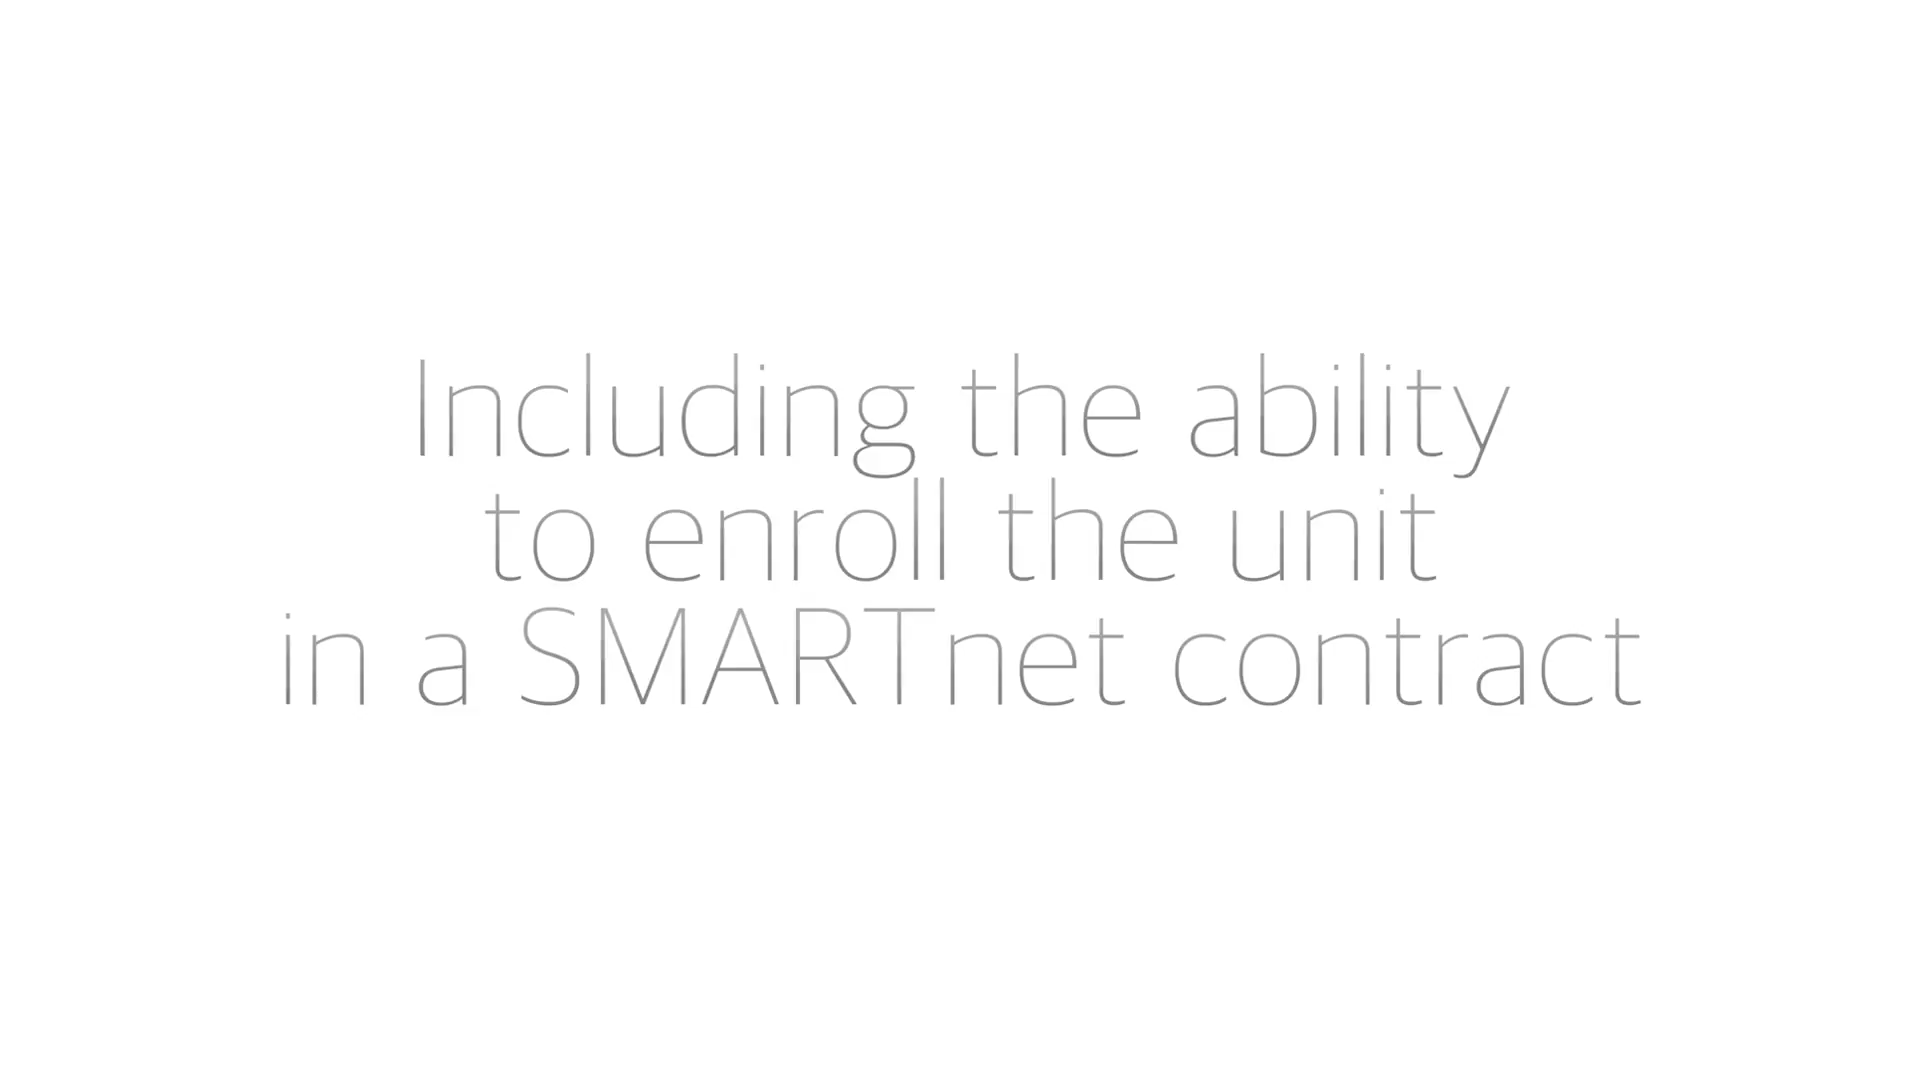 Including the ability
to enroll the unit
in a SMARTnet contract